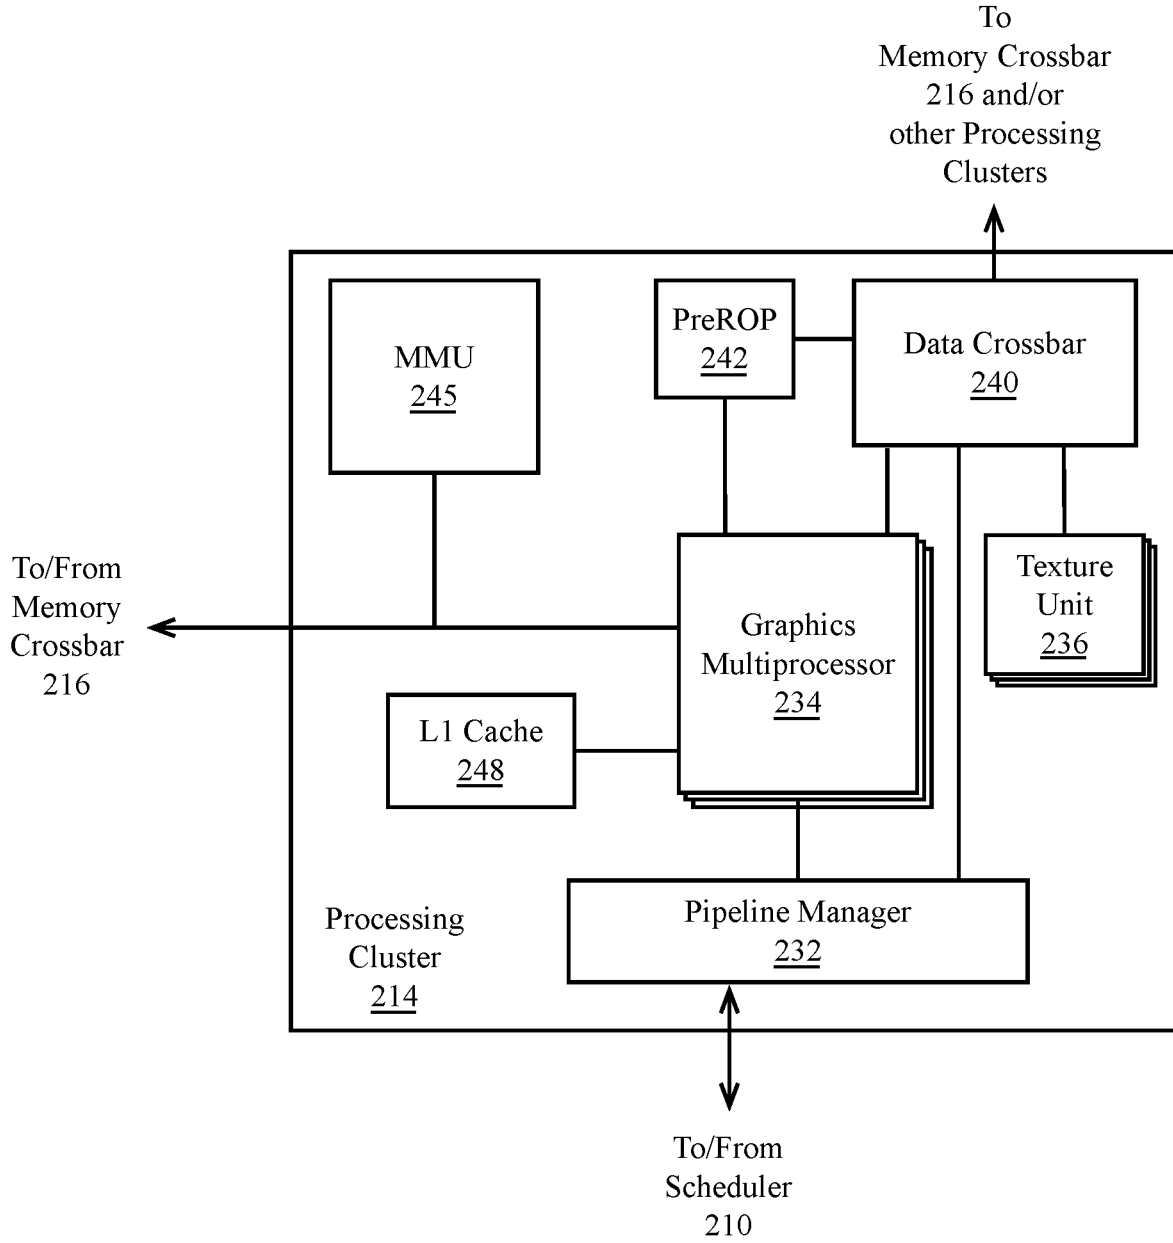 To
Memory Crossbar
216 and/or
other Processing
Clusters
MMU
245
PreROP
242
Data Crossbar
240
To/From
Memory
Crossbar
216
Graphics
Multiprocessor
234
Texture
Unit
236
L1 Cache
248
Pipeline Manager
232
Processing
Cluster
214
To/From
Scheduler
210